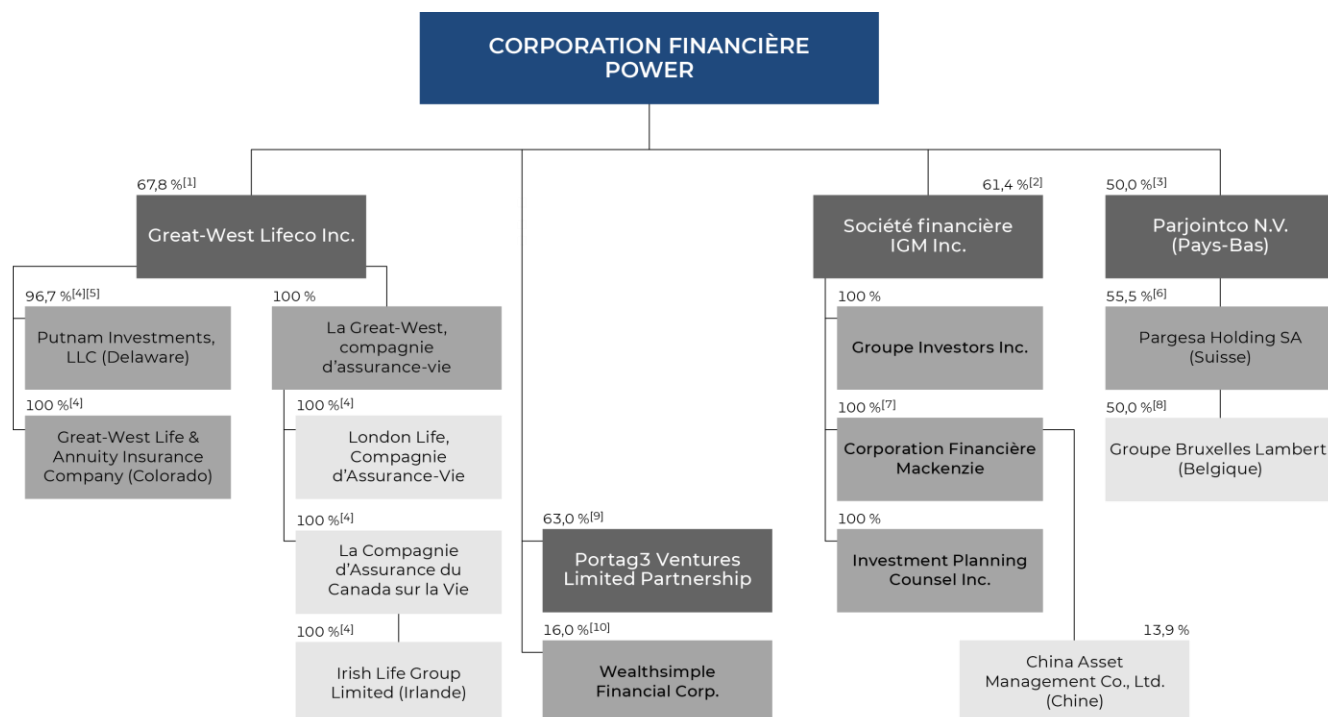 CORPORATION FINANCIÈRE
POWER
67,8 %[1]
Great-West Lifeco Inc.
96,7 %[4][5]
Putnam Investments,
LLC (Delaware)
100 %[4]
Great-West Life &
Annuity Insurance
Company (Colorado)
100 %
La Great-West,
compagnie
d’assurance-vie
100 %[4]
London Life,
Compagnie
d’Assurance-Vie
100 %[4]
La Compagnie
d’Assurance du
Canada sur la Vie
100 %[4]
Irish Life Group
Limited (Irlande)
63,0 %[9]
Portag3 Ventures
Limited Partnership
16,0 %[10]
Wealthsimple
Financial Corp.
61,4 %[2]
Société financière
IGM Inc.
100 %
Groupe Investors Inc.
100 %[7]
Corporation Financière
Mackenzie
100 %
Investment Planning
Counsel Inc.
13,9 %
China Asset
Management Co., Ltd.
(Chine)
50,0 %[3]
Parjointco N.V.
(Pays-Bas)
55,5 %[6]
Pargesa Holding SA
(Suisse)
50,0 %[8]
Groupe Bruxelles Lambert
(Belgique)